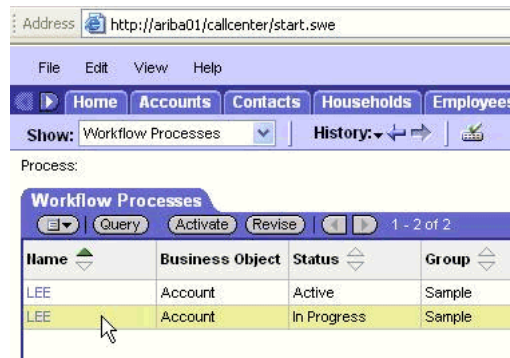 Address http://ariba01/callcenter/start.swe
File Edit View Help
Home Accounts Contacts Households Employees
Show: Workflow Processes History:
Process:
Workflow Processes
Query Activate Revise 1 - 2 of 2
Name Business Object Status Group
LEE Account Active Sample
LEE Account In Progress Sample